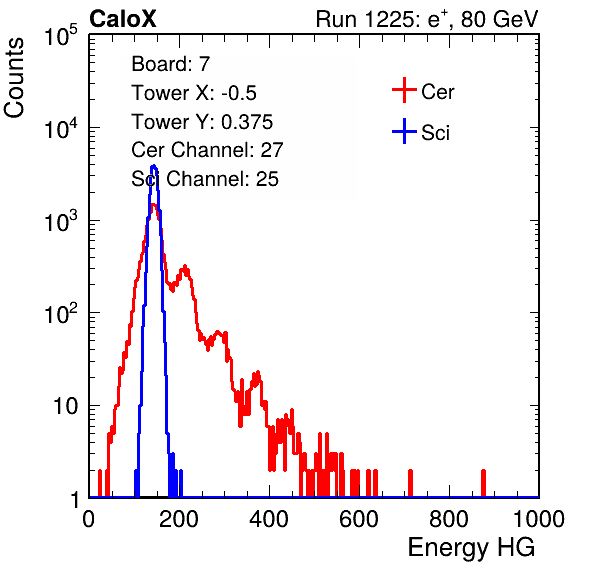 CaloX Run 1225: e⁺, 80 GeV
Board: 7
Tower X: -0.5
Tower Y: 0.375
Cer Channel: 27
Sci Channel: 25
Cer
Sci
Counts
10⁵
10⁴
10³
10²
10
1
0 200 400 600 800 1000
Energy HG